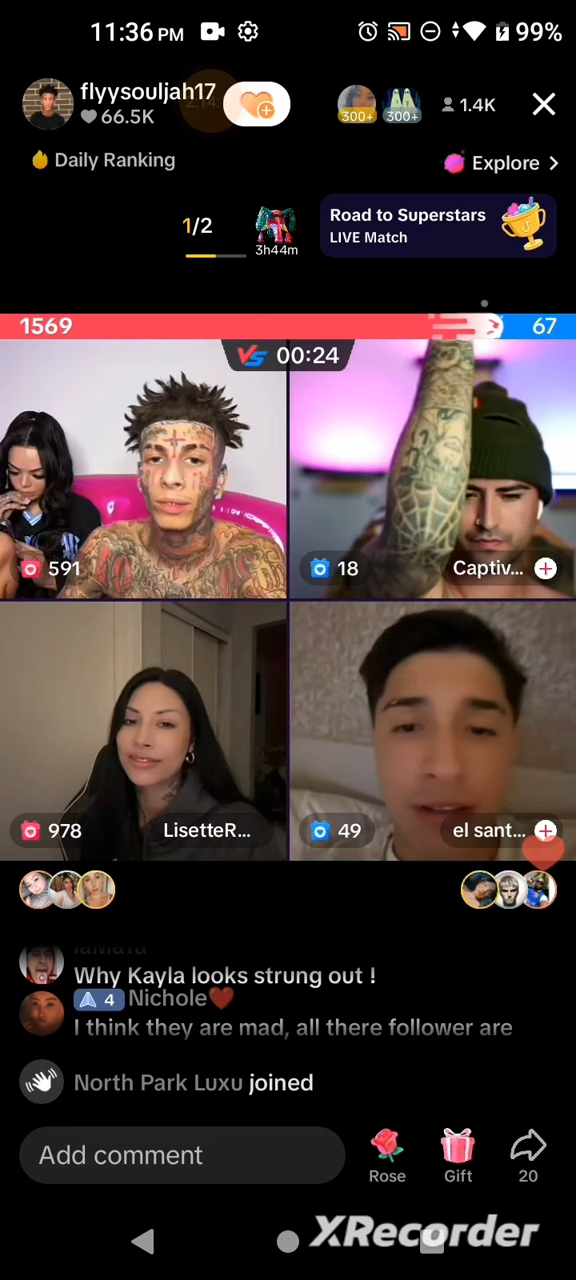 11:36 PM
99%
flyysouljah17
66.5K
300+
300+
1.4K
Daily Ranking
Explore
1/2
3h44m
Road to Superstars
LIVE Match
1569
67
VS 00:24
591
18
Captiv...
978
LisetteR...
49
el sant...
Why Kayla looks strung out !
4 Nichole
I think they are mad, all there follower are
North Park Luxu joined
Add comment
Rose
Gift
20
XRecorder